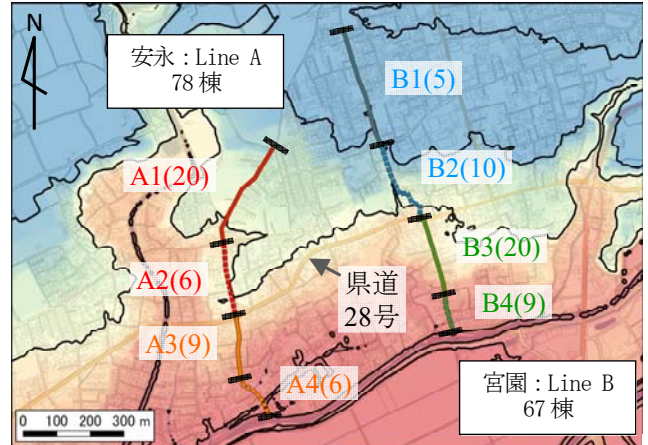 N
安永 : Line A
78 棟
B1(5)
B2(10)
A1(20)
B3(20)
A2(6)
県道
28号
B4(9)
A3(9)
A4(6)
宮園 : Line B
67 棟
0 100 200 300 m